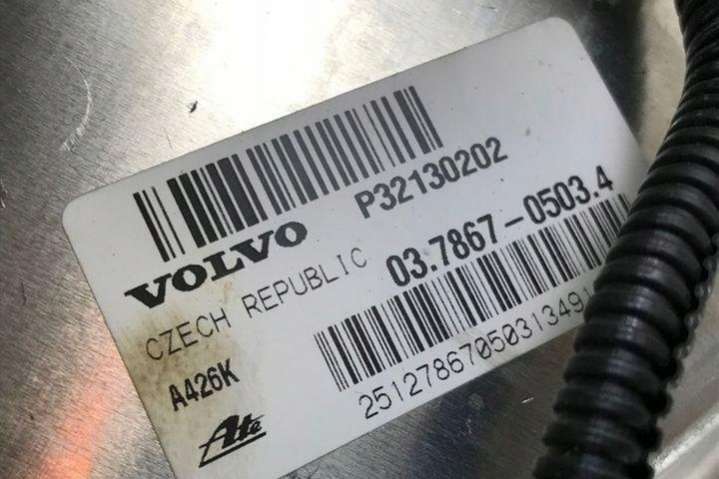 P32130202
VOLVO
03.7867-0503.4
CZECH REPUBLIC
A426K
Ate